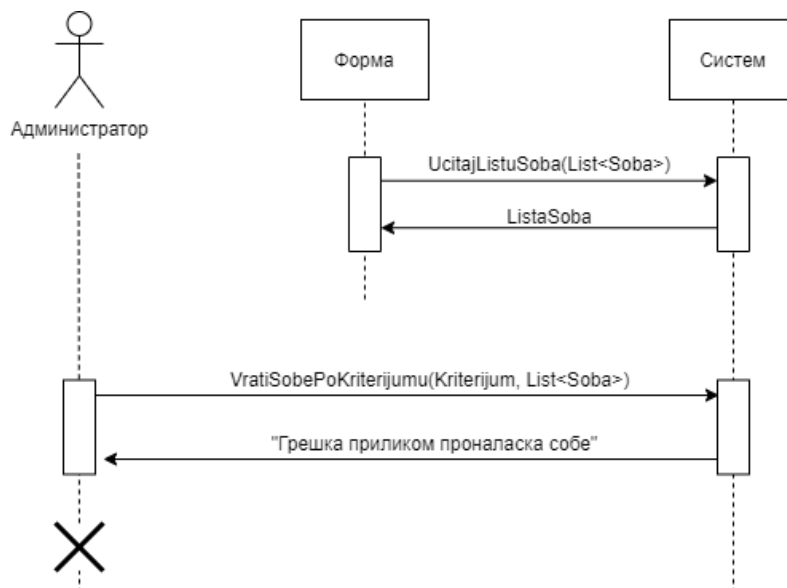 Форма
Систем
Администратор
UcitajListuSoba(List<Soba>)
ListaSoba
VratiSobePoKriterijumu(Kriterijum, List<Soba>)
"Грешка приликом проналаска собе"